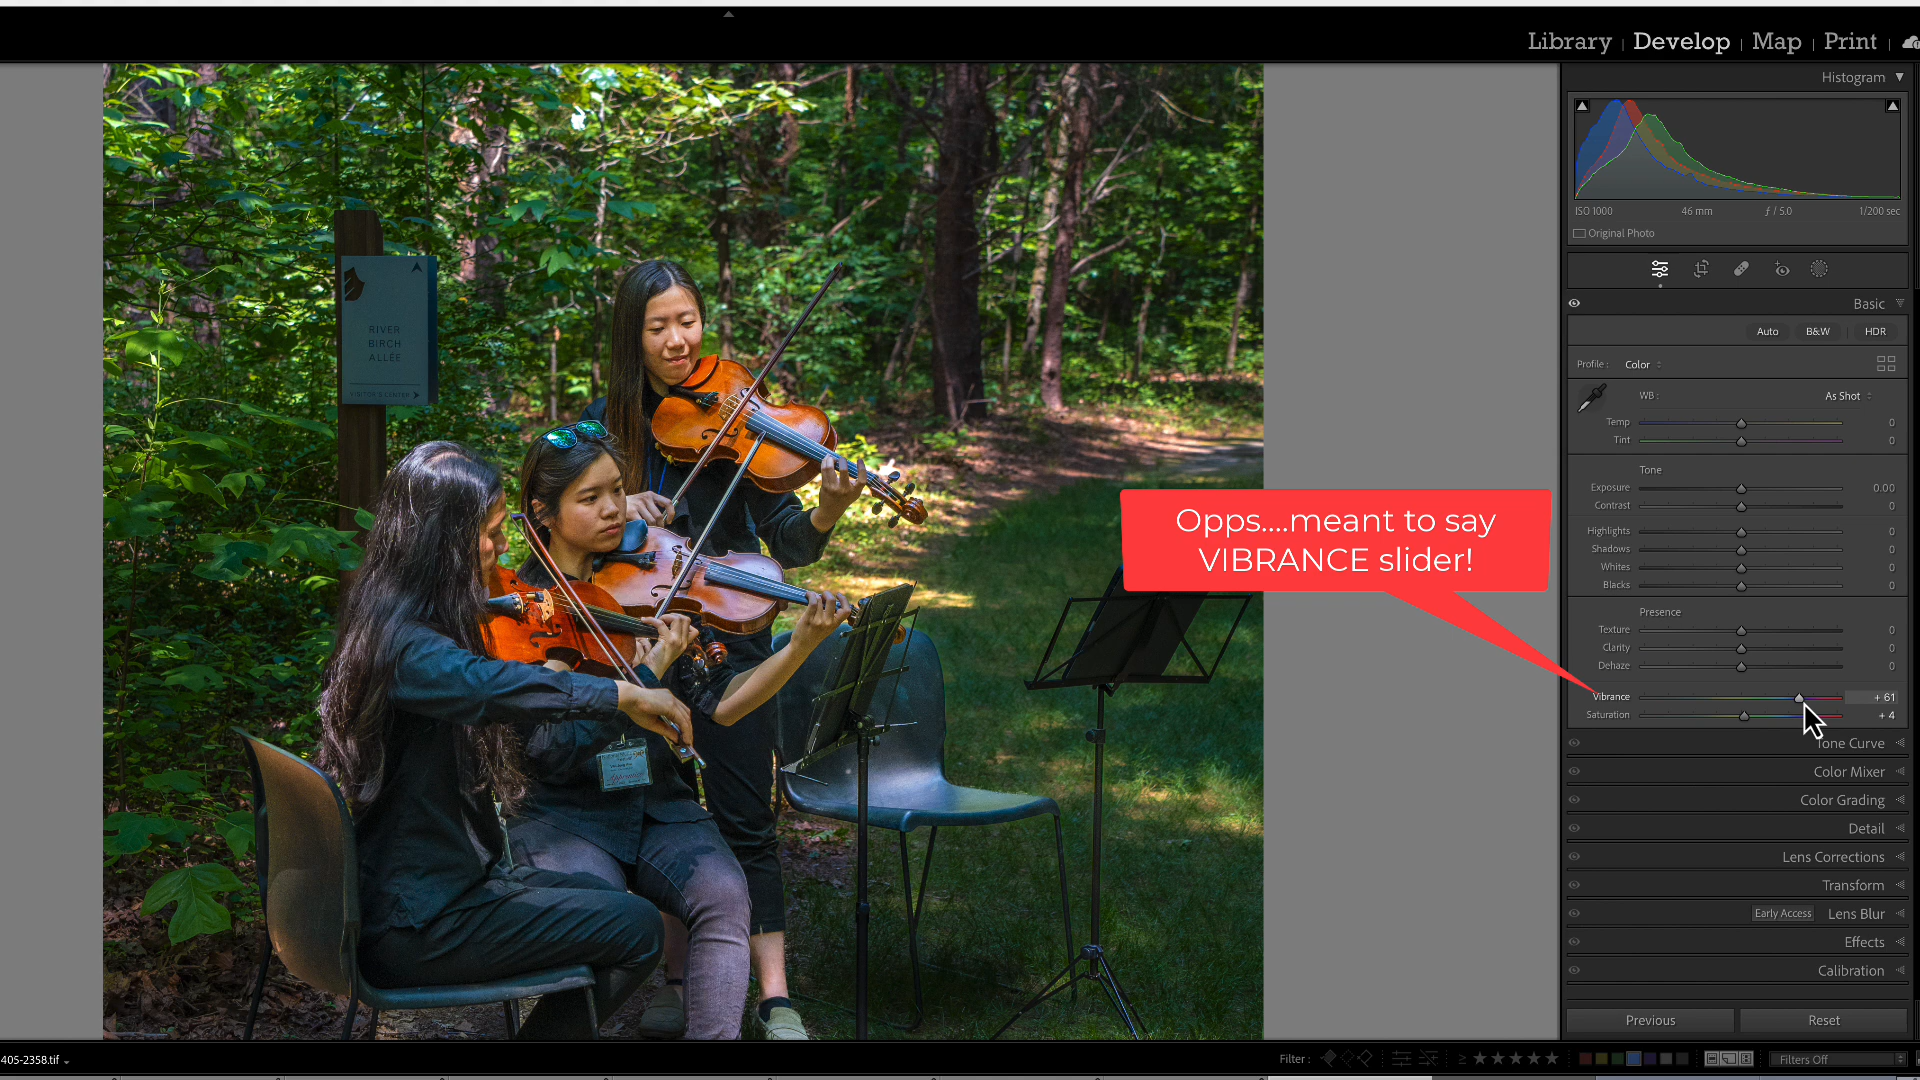 Library | Develop | Map | Print |
Histogram
ISO 1000 46 mm ƒ / 5.0 1/200 sec
Original Photo
Basic
Auto B&W HDR
Profile : Color
WB : As Shot
Temp 0
Tint 0
Tone
Exposure 0.00
Contrast 0
Highlights 0
Shadows 0
Whites 0
Blacks 0
Presence
Texture 0
Clarity 0
Dehaze 0
Vibrance + 61
Saturation + 4
Tone Curve
Color Mixer
Color Grading
Detail
Lens Corrections
Transform
Early Access Lens Blur
Effects
Calibration
Previous Reset
Opps....meant to say
VIBRANCE slider!
RIVER
BIRCH
ALLÉE
VISITOR'S CENTER
405-2358.tif
Filter : ≥ ★★★★★ Filters Off